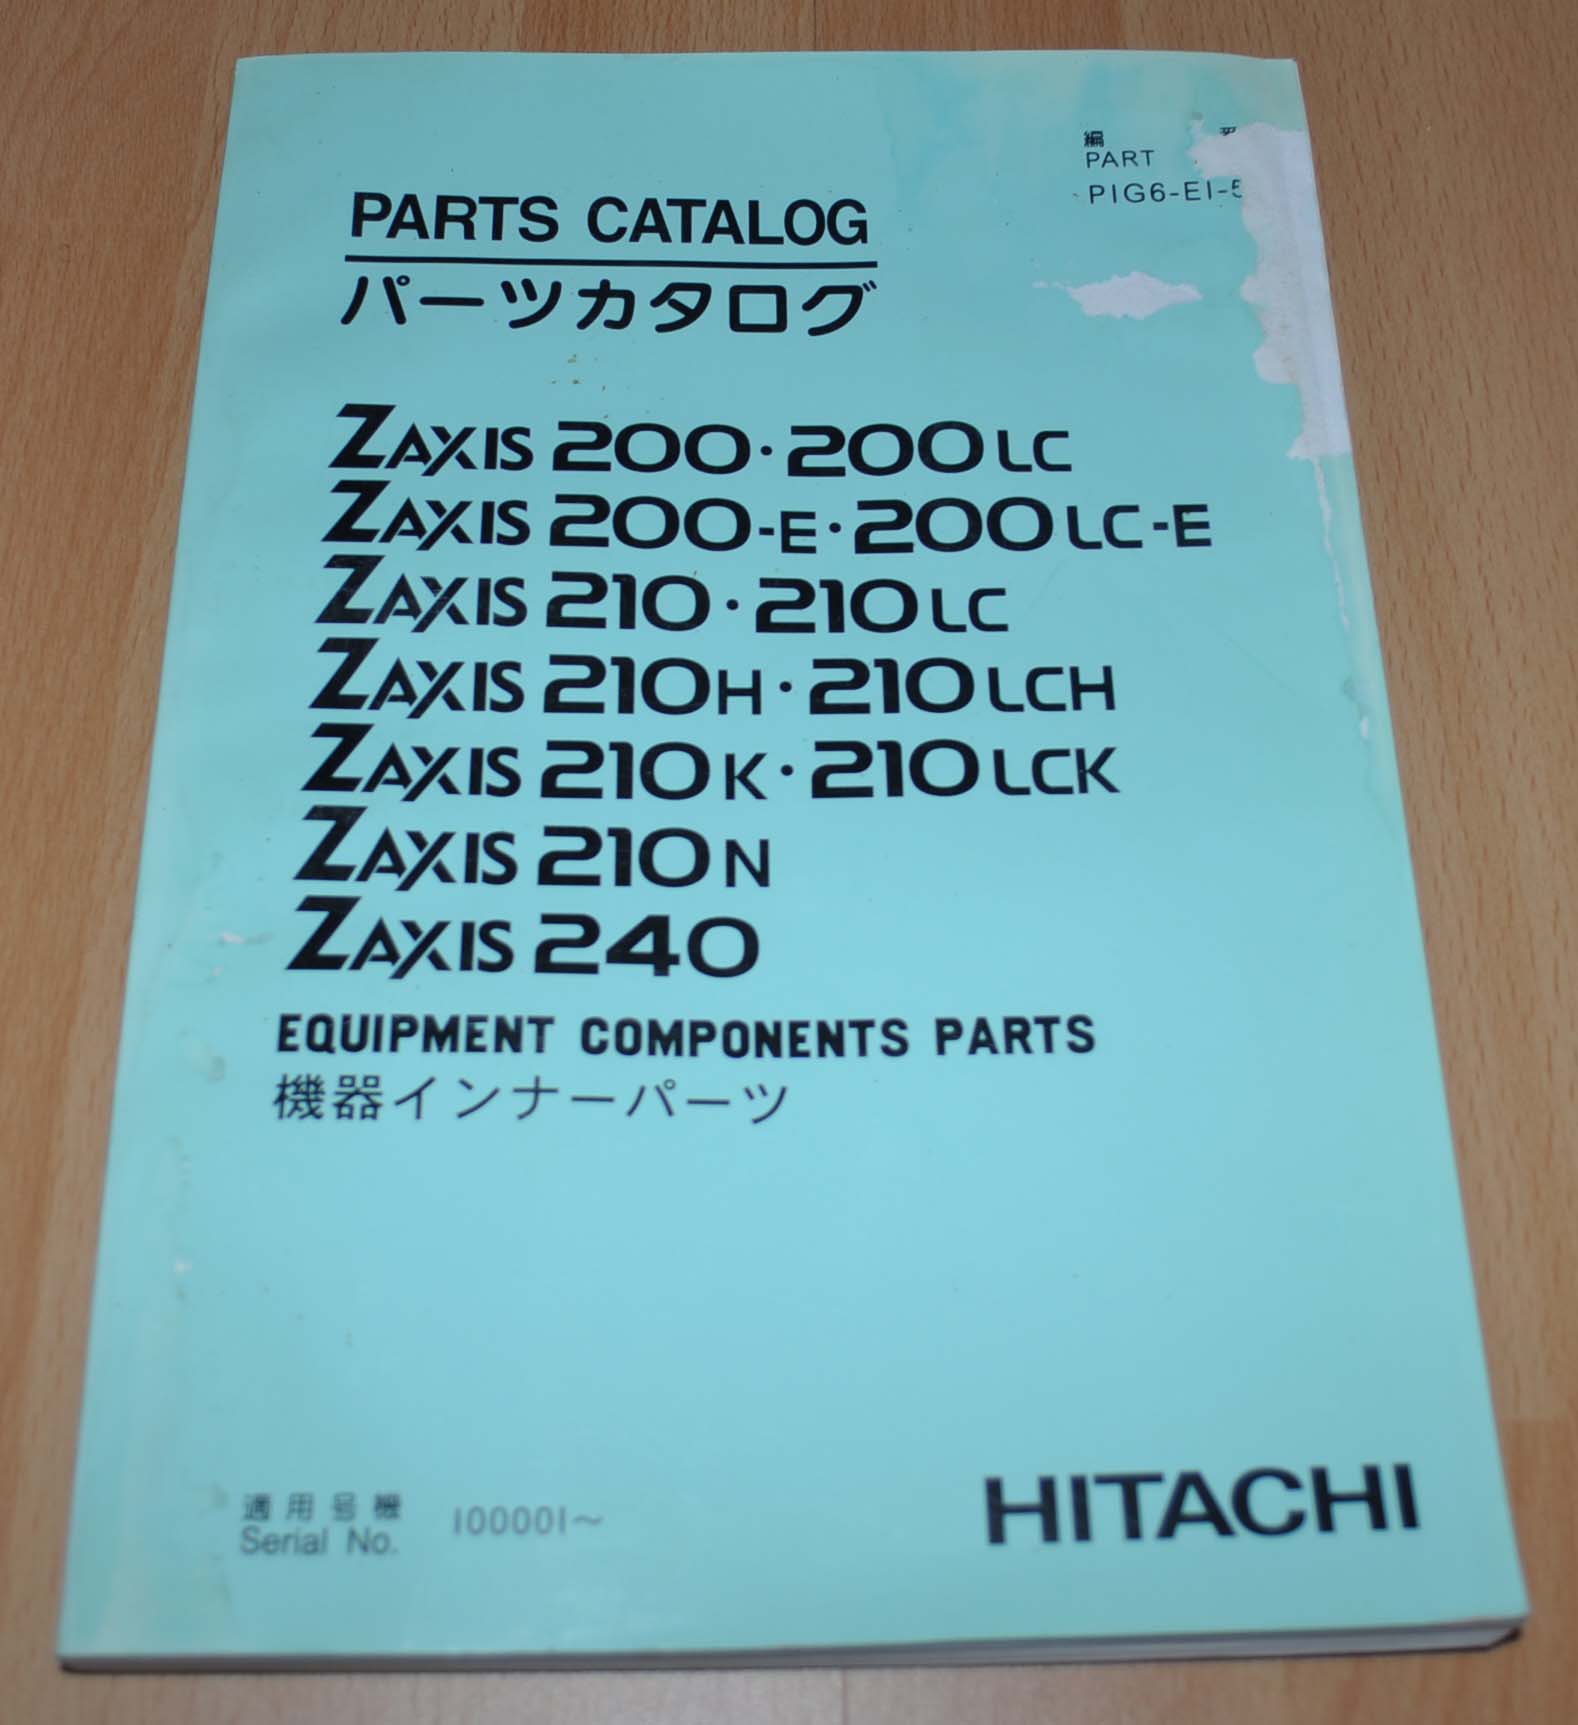 編
PART
PIG6-EI-5
PARTS CATALOG
パーツカタログ
ZAXIS 200・200LC
ZAXIS 200-E・200LC-E
ZAXIS 210・210LC
ZAXIS 210H・210LCH
ZAXIS 210K・210LCK
ZAXIS 210N
ZAXIS 240
EQUIPMENT COMPONENTS PARTS
機器インナーパーツ
適用号機
Serial No. 100001~
HITACHI